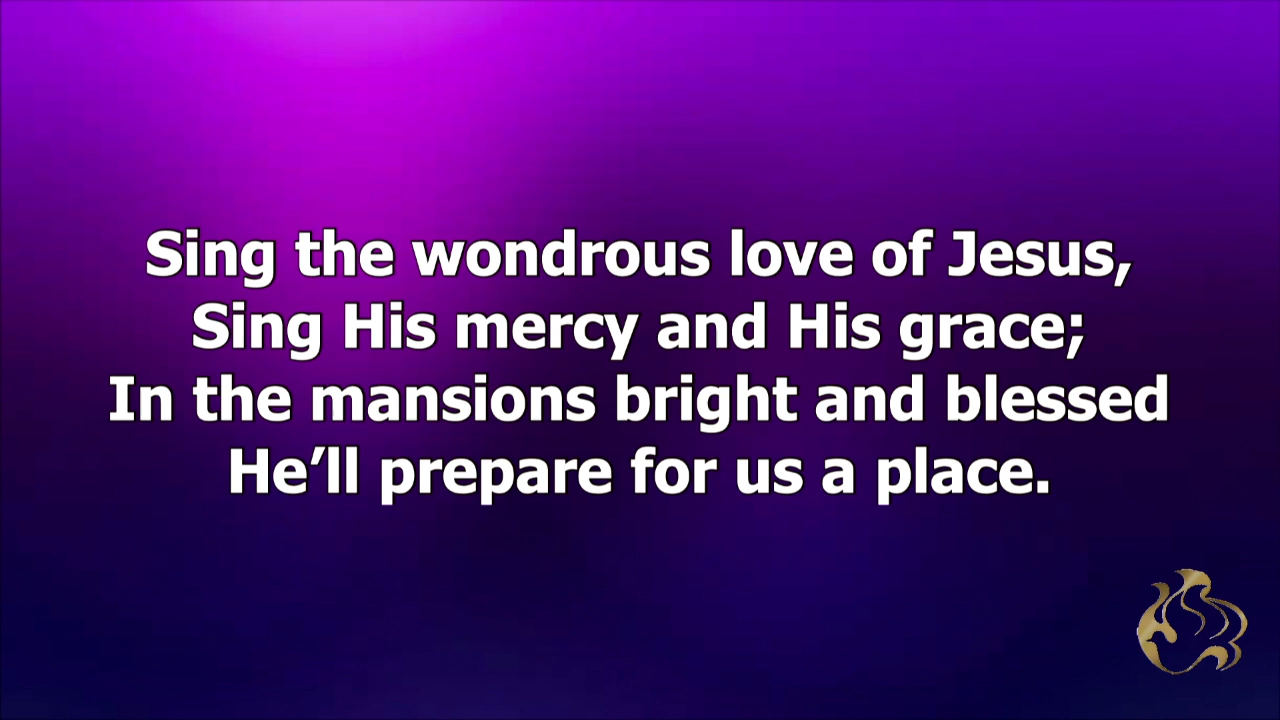 Sing the wondrous love of Jesus,
Sing His mercy and His grace;
In the mansions bright and blessed
He’ll prepare for us a place.